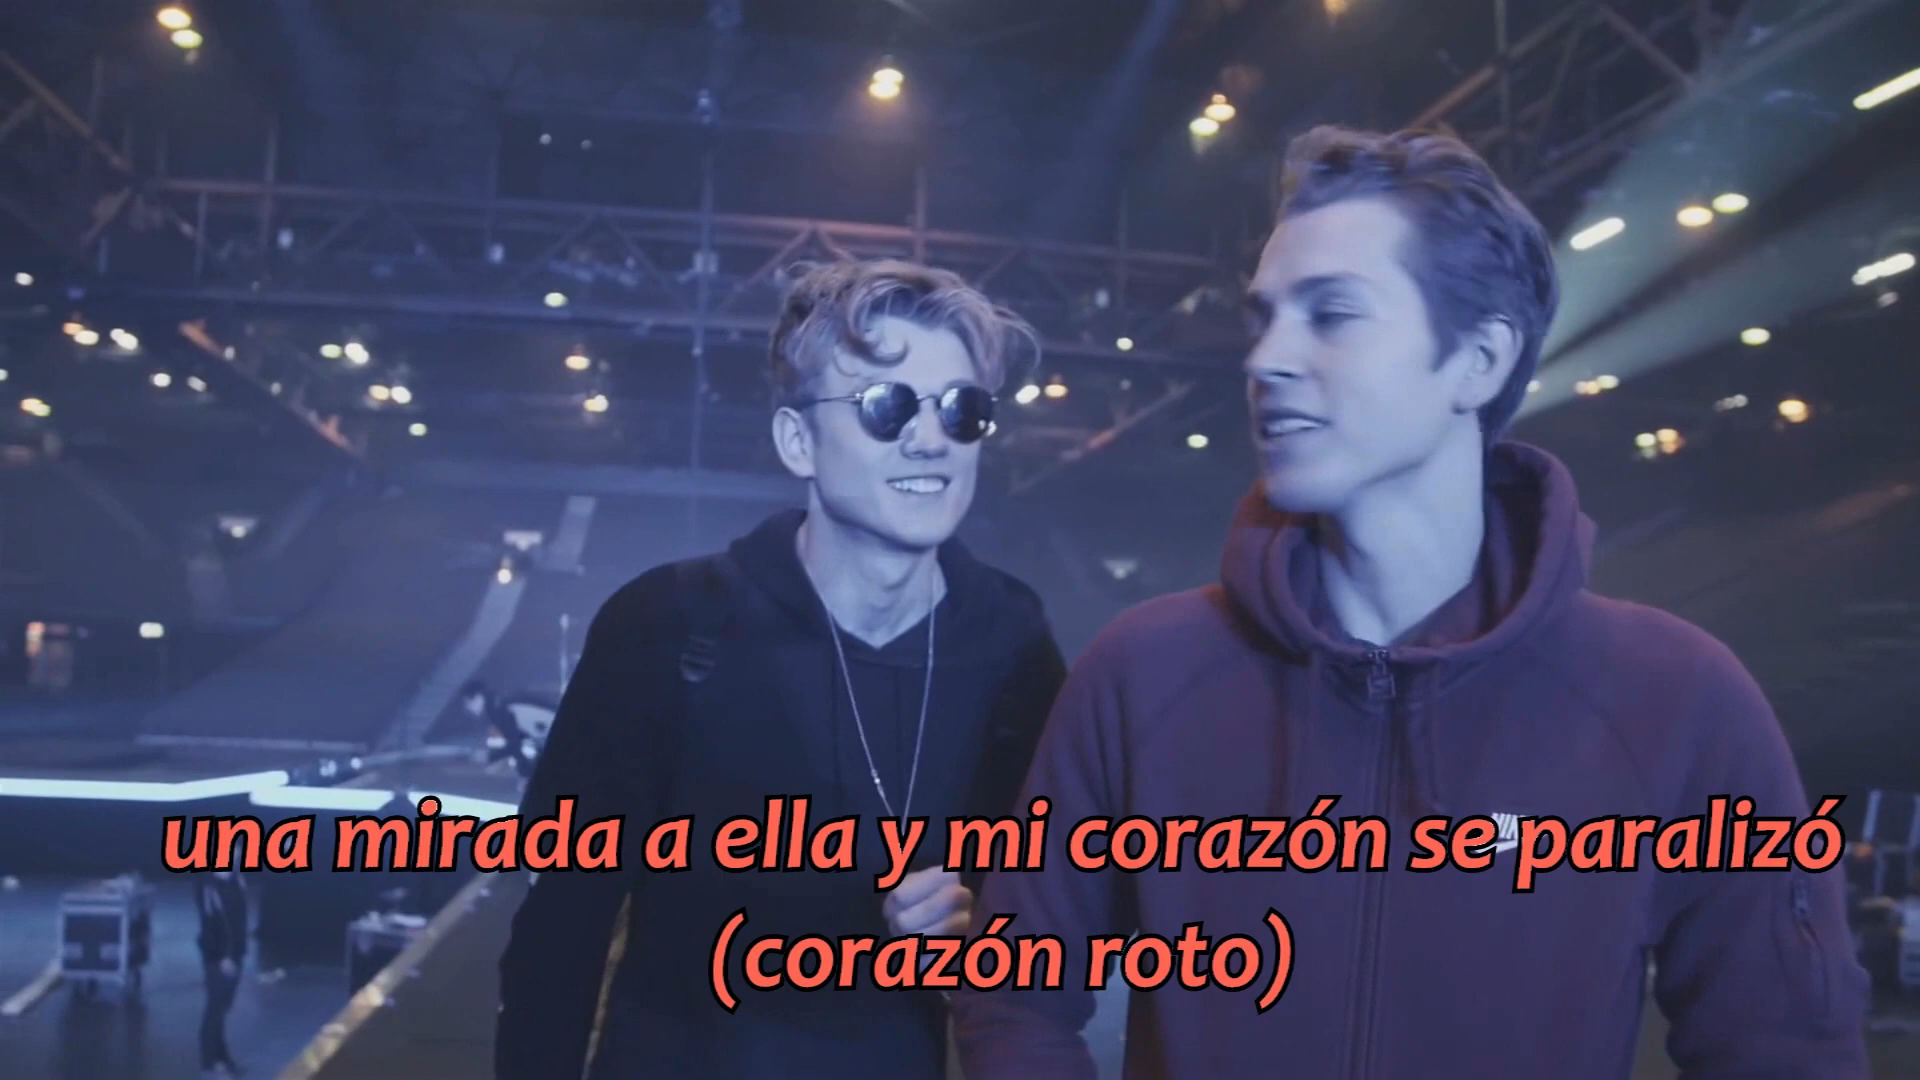 una mirada a ella y mi corazón se paralizó
(corazón roto)